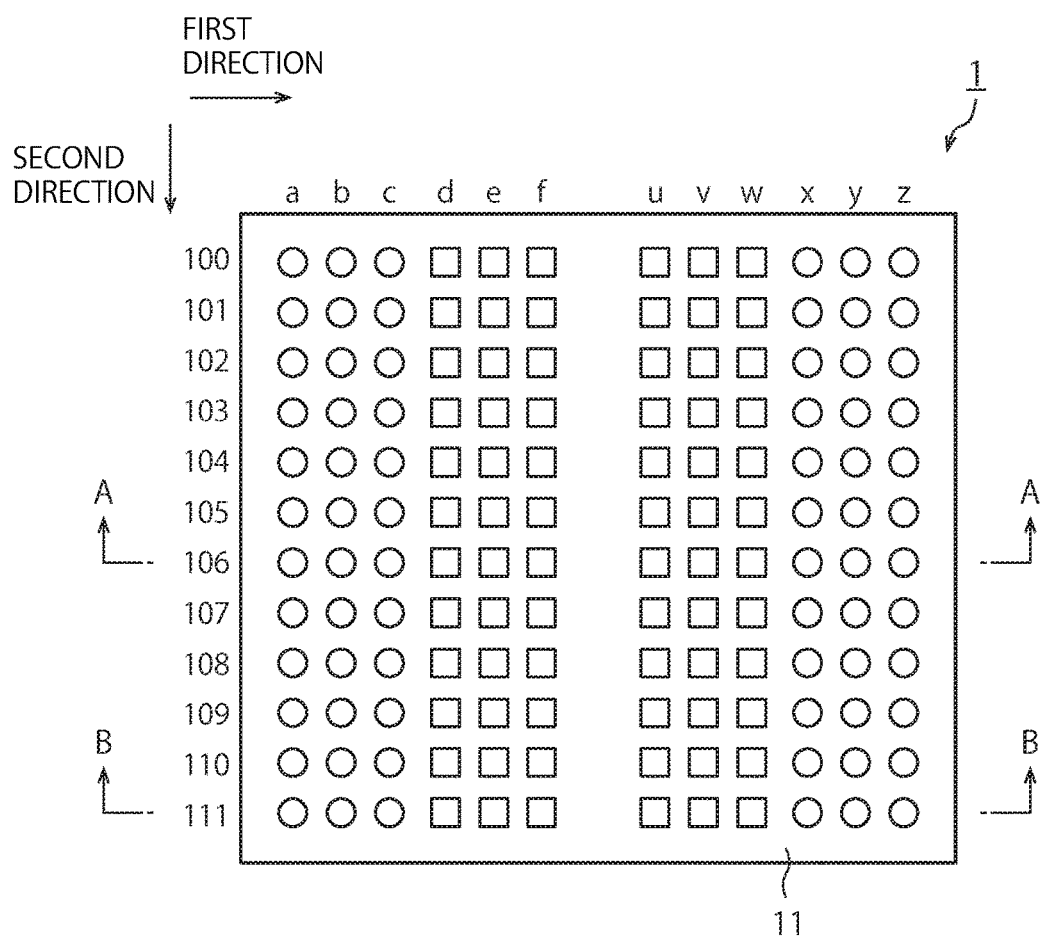 FIRST
DIRECTION
1
SECOND
DIRECTION
a b c d e f u v w x y z
100
101
102
103
104
A A
105
106
107
108
109
B B
110
111
11